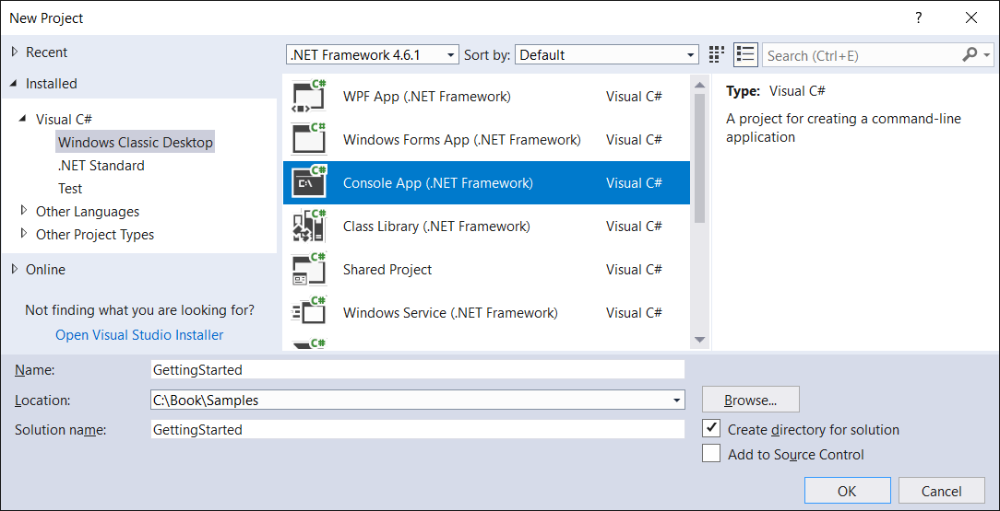 New Project
?
Recent
.NET Framework 4.6.1
Sort by:
Default
Search (Ctrl+E)
Installed
Visual C#
Windows Classic Desktop
.NET Standard
Test
Other Languages
Other Project Types
Online
Not finding what you are looking for?
Open Visual Studio Installer
C# WPF App (.NET Framework) Visual C#
C# Windows Forms App (.NET Framework) Visual C#
C# C:\ Console App (.NET Framework) Visual C#
C# Class Library (.NET Framework) Visual C#
C# Shared Project Visual C#
C# Windows Service (.NET Framework) Visual C#
C#
Type: Visual C#
A project for creating a command-line
application
Name: GettingStarted
Location: C:\Book\Samples
Browse...
Solution name: GettingStarted
Create directory for solution
Add to Source Control
OK
Cancel